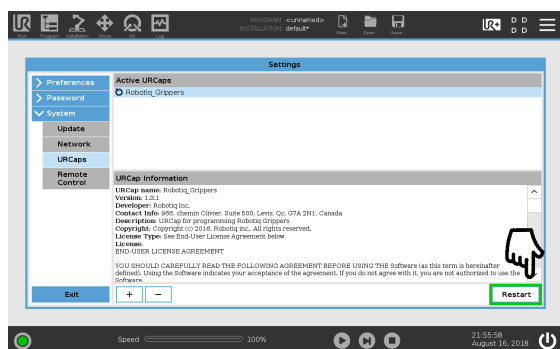 UR
Run
Program
Installation
Move
I/O
Log
PROGRAM <unnamed>
INSTALLATION default*
New...
Open...
Save...
UR+
Settings
Preferences
Password
System
Update
Network
URCaps
Remote
Control
Exit
Active URCaps
Robotiq_Grippers
URCap Information
URCap name: Robotiq_Grippers
Version: 1.3.1
Developer: Robotiq Inc.
Contact Info: 966, chemin Olivier, Suite 500, Levis, Qc, G7A 2N1, Canada
Description: URCap for programming Robotiq Grippers
Copyright: Copyright (c) 2016, Robotiq inc.. All rights reserved.
License Type: See End-User License Agreement below
License:
END-USER LICENSE AGREEMENT
YOU SHOULD CAREFULLY READ THE FOLLOWING AGREEMENT BEFORE USING THE Software (as this term is hereinafter
defined). Using the Software indicates your acceptance of the agreement. If you do not agree with it, you are not authorized to use the
Software.
+
−
Restart
Speed
100%
21:55:58
August 16, 2018